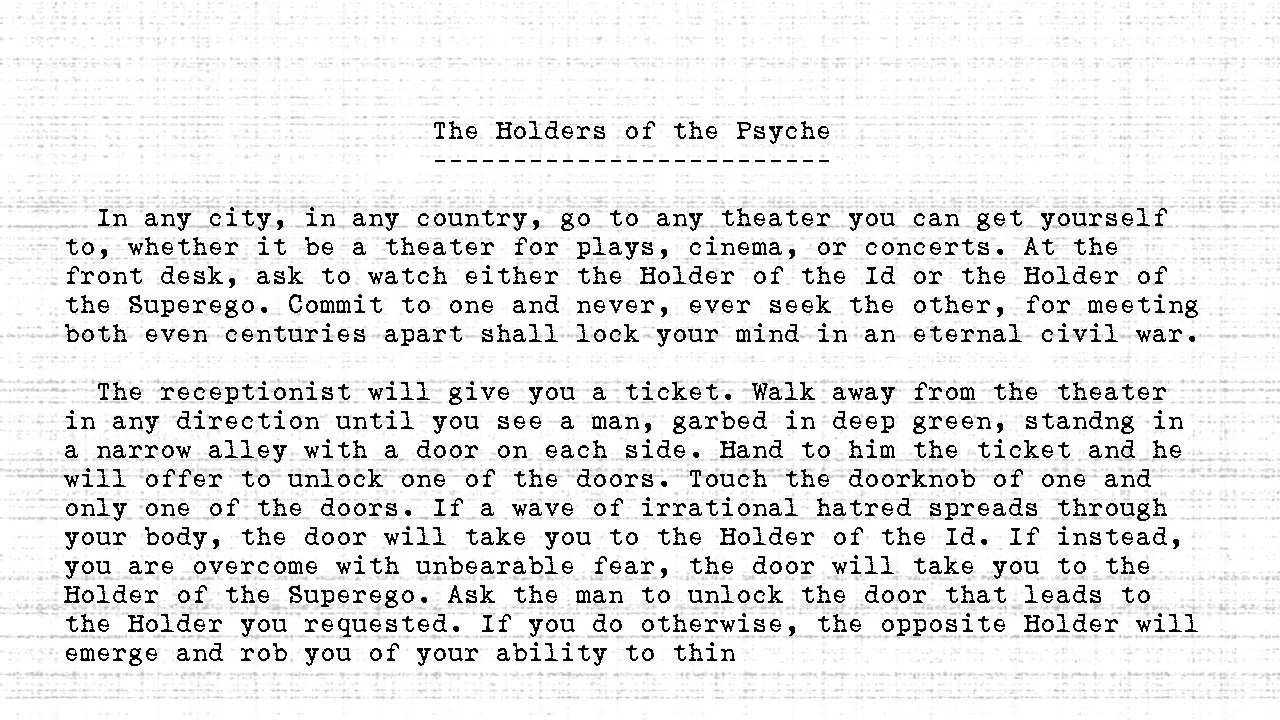 The Holders of the Psyche
-------------------------
In any city, in any country, go to any theater you can get yourself
to, whether it be a theater for plays, cinema, or concerts. At the
front desk, ask to watch either the Holder of the Id or the Holder of
the Superego. Commit to one and never, ever seek the other, for meeting
both even centuries apart shall lock your mind in an eternal civil war.
The receptionist will give you a ticket. Walk away from the theater
in any direction until you see a man, garbed in deep green, standng in
a narrow alley with a door on each side. Hand to him the ticket and he
will offer to unlock one of the doors. Touch the doorknob of one and
only one of the doors. If a wave of irrational hatred spreads through
your body, the door will take you to the Holder of the Id. If instead,
you are overcome with unbearable fear, the door will take you to the
Holder of the Superego. Ask the man to unlock the door that leads to
the Holder you requested. If you do otherwise, the opposite Holder will
emerge and rob you of your ability to thin